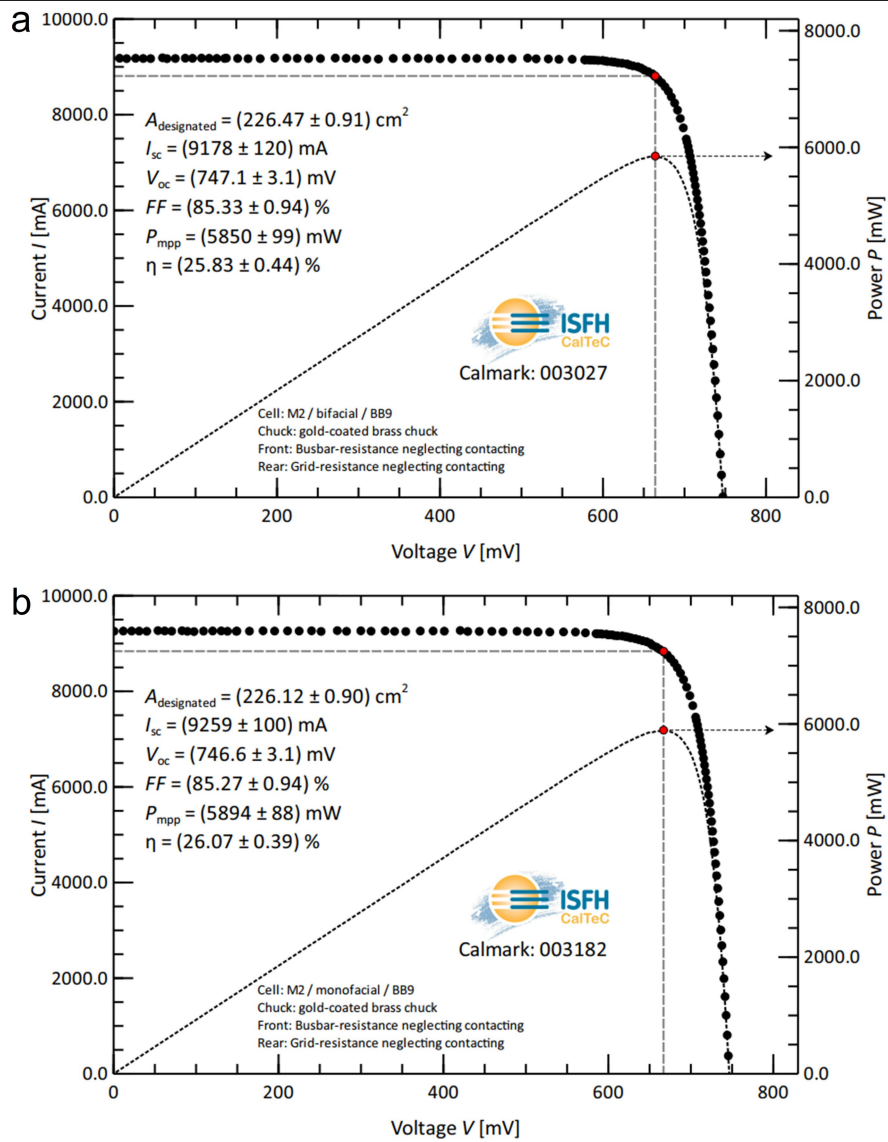 a
10000.0
8000.0
6000.0
4000.0
2000.0
0.0
Current I [mA]
8000.0
6000.0
4000.0
2000.0
0.0
Power P [mW]
A designated = (226.47 ± 0.91) cm²
I sc = (9178 ± 120) mA
V oc = (747.1 ± 3.1) mV
FF = (85.33 ± 0.94) %
P mpp = (5850 ± 99) mW
η = (25.83 ± 0.44) %
ISFH
CalTeC
Calmark: 003027
Cell: M2 / bifacial / BB9
Chuck: gold-coated brass chuck
Front: Busbar-resistance neglecting contacting
Rear: Grid-resistance neglecting contacting
0 200 400 600 800
Voltage V [mV]
b
10000.0
8000.0
6000.0
4000.0
2000.0
0.0
Current I [mA]
8000.0
6000.0
4000.0
2000.0
0.0
Power P [mW]
A designated = (226.12 ± 0.90) cm²
I sc = (9259 ± 100) mA
V oc = (746.6 ± 3.1) mV
FF = (85.27 ± 0.94) %
P mpp = (5894 ± 88) mW
η = (26.07 ± 0.39) %
ISFH
CalTeC
Calmark: 003182
Cell: M2 / monofacial / BB9
Chuck: gold-coated brass chuck
Front: Busbar-resistance neglecting contacting
Rear: Grid-resistance neglecting contacting
0 200 400 600 800
Voltage V [mV]